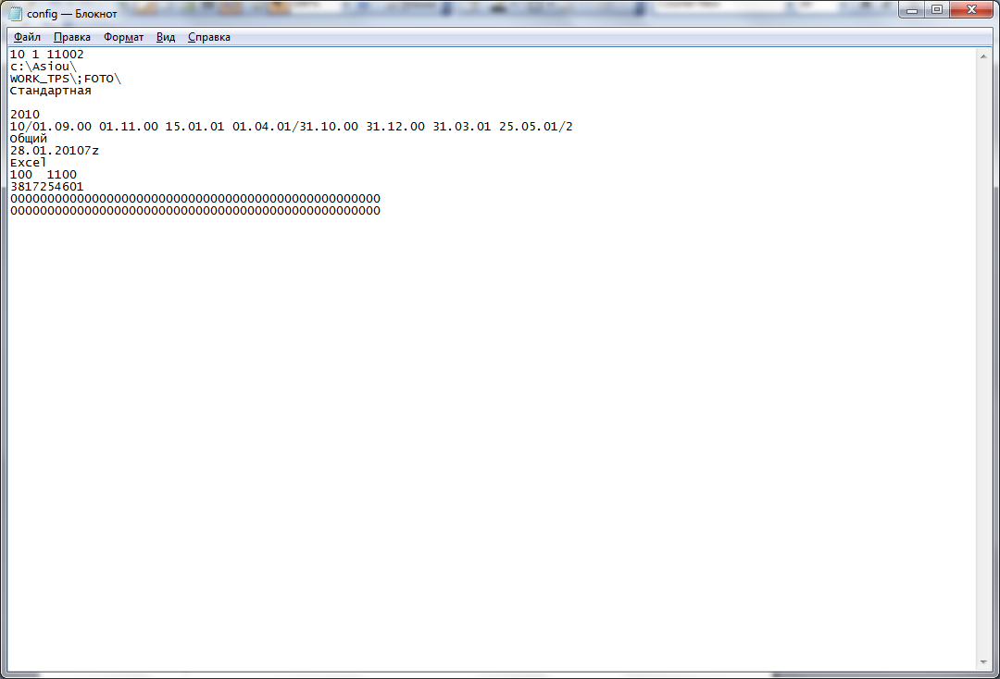 config — Блокнот
Файл Правка Формат Вид Справка
10 1 11002
c:\Asiou\
WORK_TPS\;FOTO\
Стандартная
2010
10/01.09.00 01.11.00 15.01.01 01.04.01/31.10.00 31.12.00 31.03.01 25.05.01/2
Общий
28.01.20107z
Excel
100  1100
3817254601
00000000000000000000000000000000000000000000000000
00000000000000000000000000000000000000000000000000